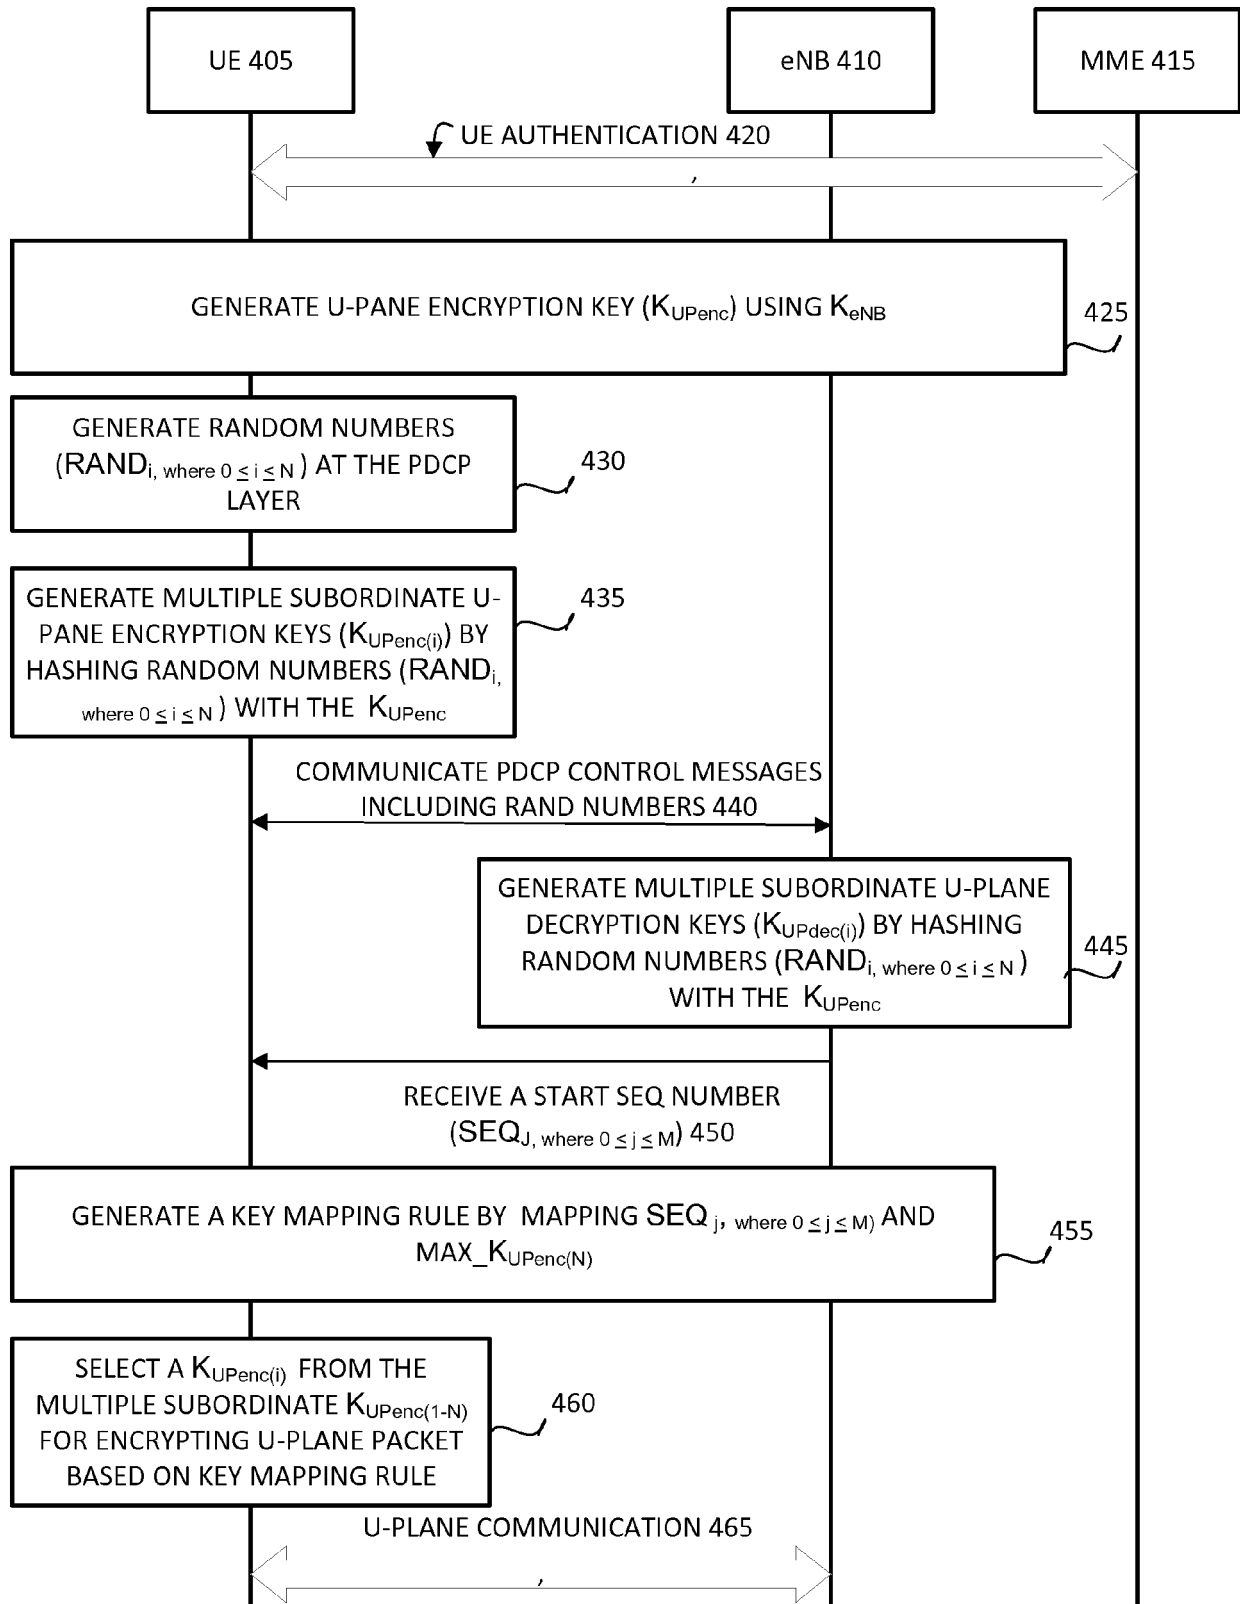 UE 405
eNB 410
MME 415
UE AUTHENTICATION 420
,
GENERATE U-PANE ENCRYPTION KEY (KUPenc) USING KeNB
425
GENERATE RANDOM NUMBERS
(RANDi, where 0 ≤ i ≤ N ) AT THE PDCP
LAYER
430
GENERATE MULTIPLE SUBORDINATE U-
PANE ENCRYPTION KEYS (KUPenc(i)) BY
HASHING RANDOM NUMBERS (RANDi,
where 0 ≤ i ≤ N ) WITH THE KUPenc
435
COMMUNICATE PDCP CONTROL MESSAGES
INCLUDING RAND NUMBERS 440
GENERATE MULTIPLE SUBORDINATE U-PLANE
DECRYPTION KEYS (KUPdec(i)) BY HASHING
RANDOM NUMBERS (RANDi, where 0 ≤ i ≤ N )
WITH THE KUPenc
445
RECEIVE A START SEQ NUMBER
(SEQJ, where 0 ≤ j ≤ M) 450
GENERATE A KEY MAPPING RULE BY MAPPING SEQ j, where 0 ≤ j ≤ M) AND
MAX_KUPenc(N)
455
SELECT A KUPenc(i) FROM THE
MULTIPLE SUBORDINATE KUPenc(1-N)
FOR ENCRYPTING U-PLANE PACKET
BASED ON KEY MAPPING RULE
460
U-PLANE COMMUNICATION 465
,